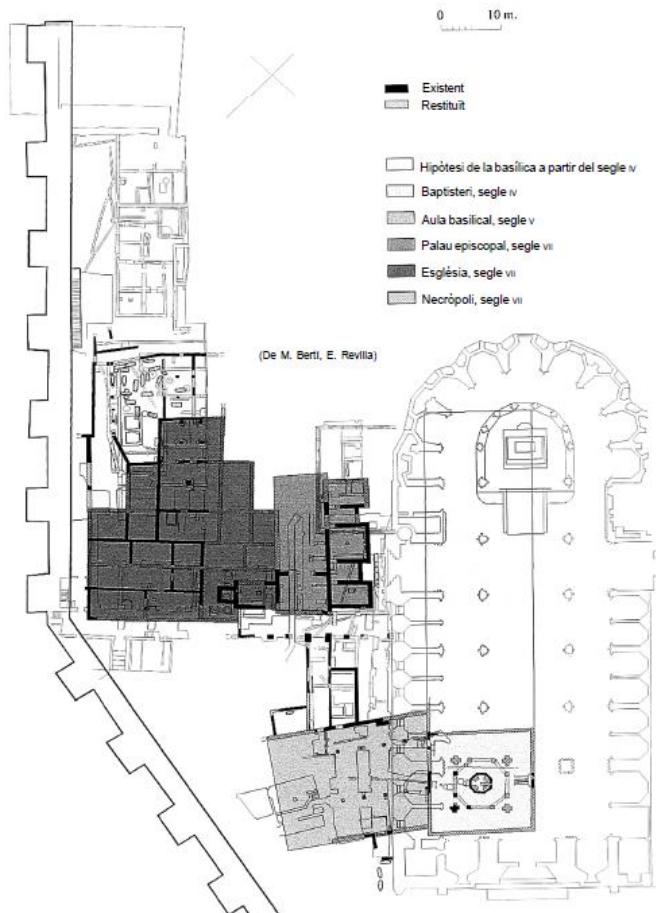 0 10 m.
Existent
Restituït
Hipòtesi de la basílica a partir del segle IV
Baptisteri, segle IV
Aula basilical, segle V
Palau episcopal, segle VII
Església, segle VII
Necròpoli, segle VII
(De M. Berti, E. Revilla)